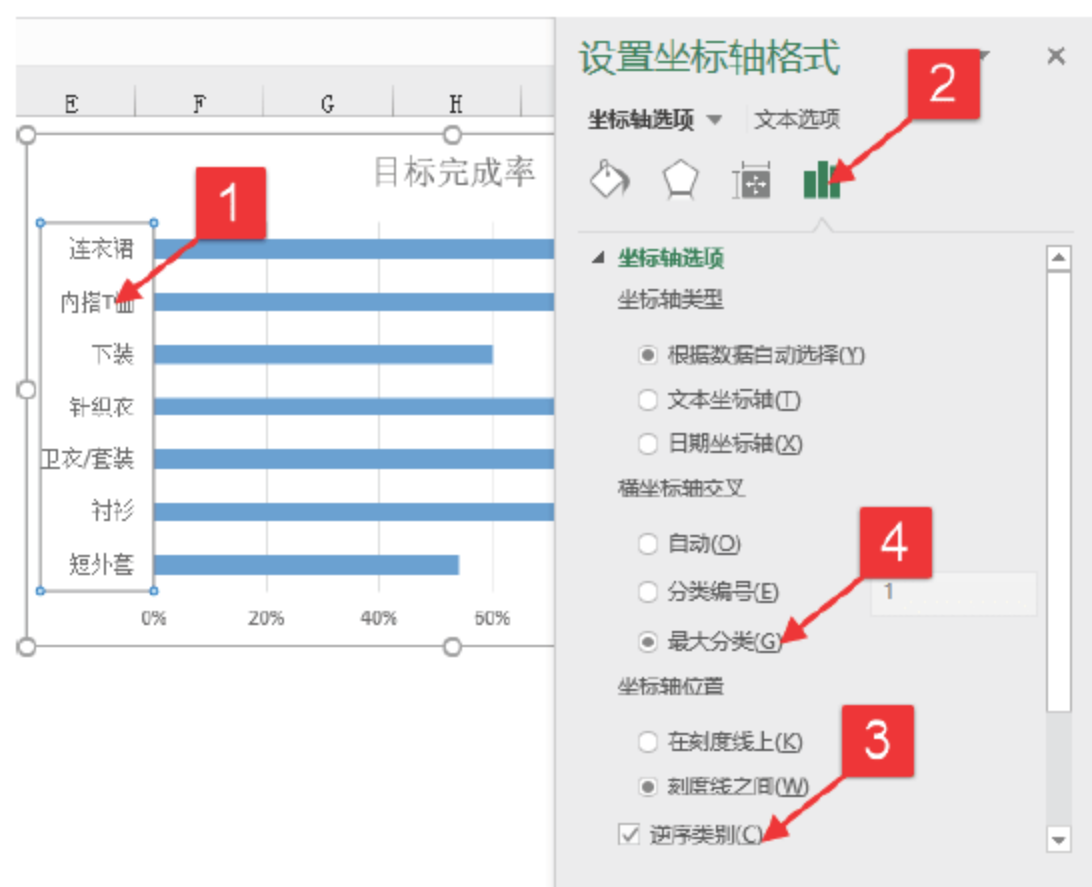 E F G H
目标完成率
1
连衣裙
内搭T恤
下装
针织衣
卫衣/套装
衬衫
短外套
0% 20% 40% 60%
设置坐标轴格式
2
坐标轴选项 文本选项
坐标轴选项
坐标轴类型
根据数据自动选择(Y)
文本坐标轴(T)
日期坐标轴(X)
横坐标轴交叉
自动(O)
4
分类编号(E) 1
最大分类(G)
坐标轴位置
在刻度线上(K)
3
刻度线之间(W)
逆序类别(C)